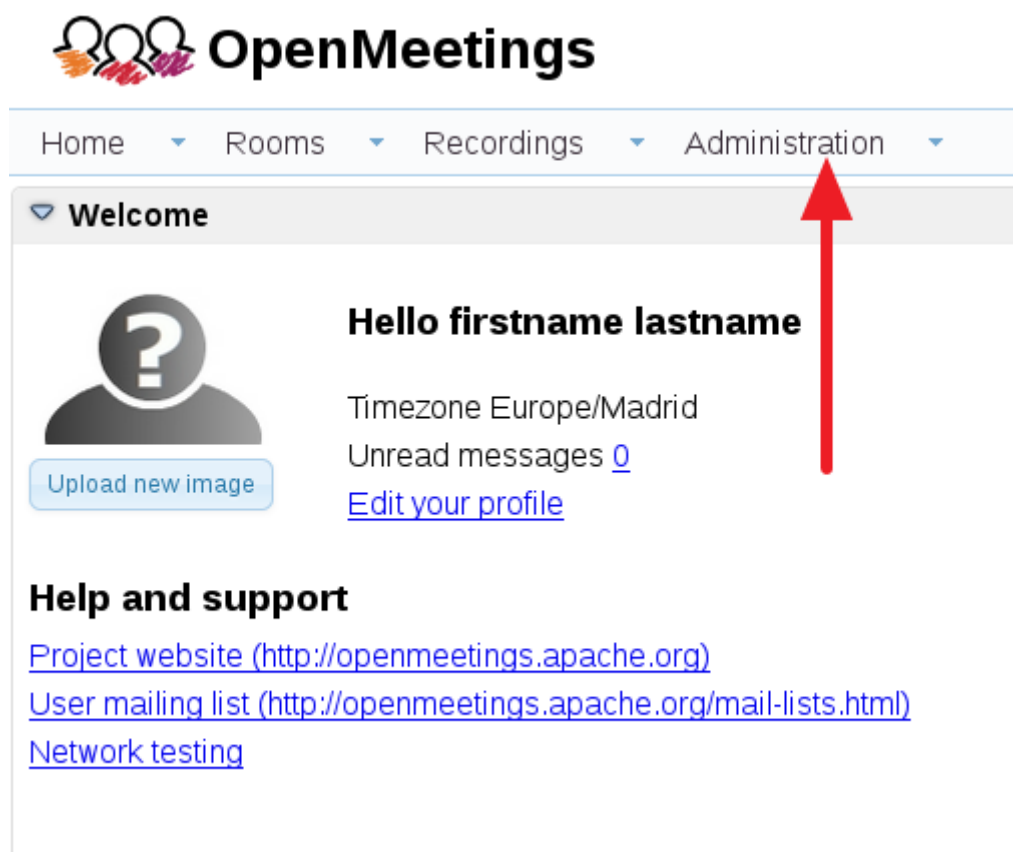 OpenMeetings
Home Rooms Recordings Administration
Welcome
Hello firstname lastname
Timezone Europe/Madrid
Unread messages 0
Edit your profile
Upload new image
Help and support
Project website (http://openmeetings.apache.org)
User mailing list (http://openmeetings.apache.org/mail-lists.html)
Network testing